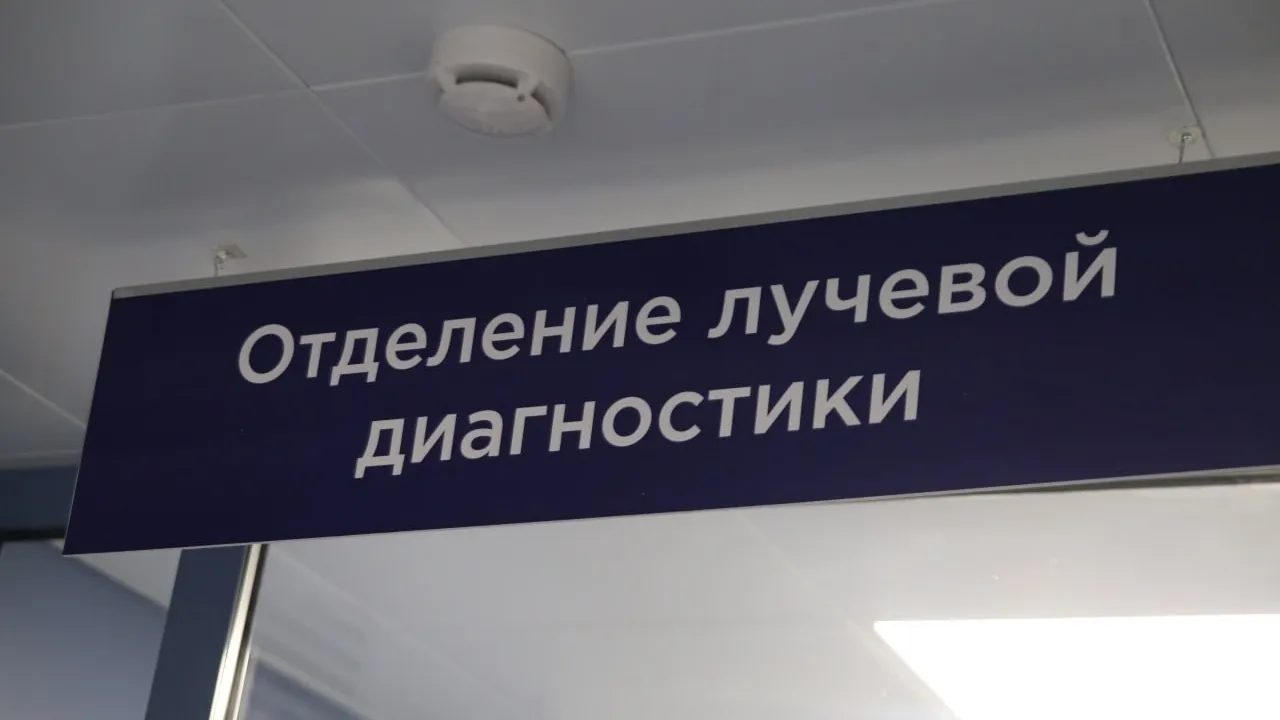 Отделение лучевой
диагностики